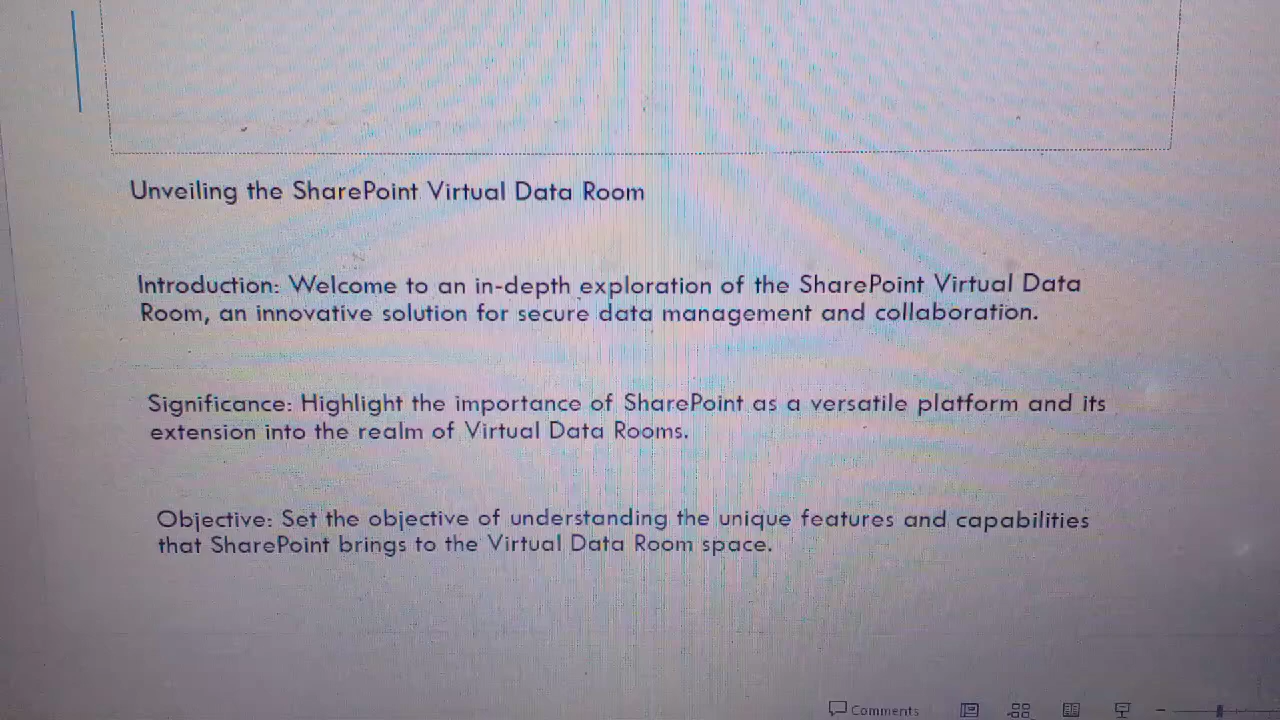 Unveiling the SharePoint Virtual Data Room
Introduction: Welcome to an in-depth exploration of the SharePoint Virtual Data
Room, an innovative solution for secure data management and collaboration.
Significance: Highlight the importance of SharePoint as a versatile platform and its
extension into the realm of Virtual Data Rooms.
Objective: Set the objective of understanding the unique features and capabilities
that SharePoint brings to the Virtual Data Room space.
Comments